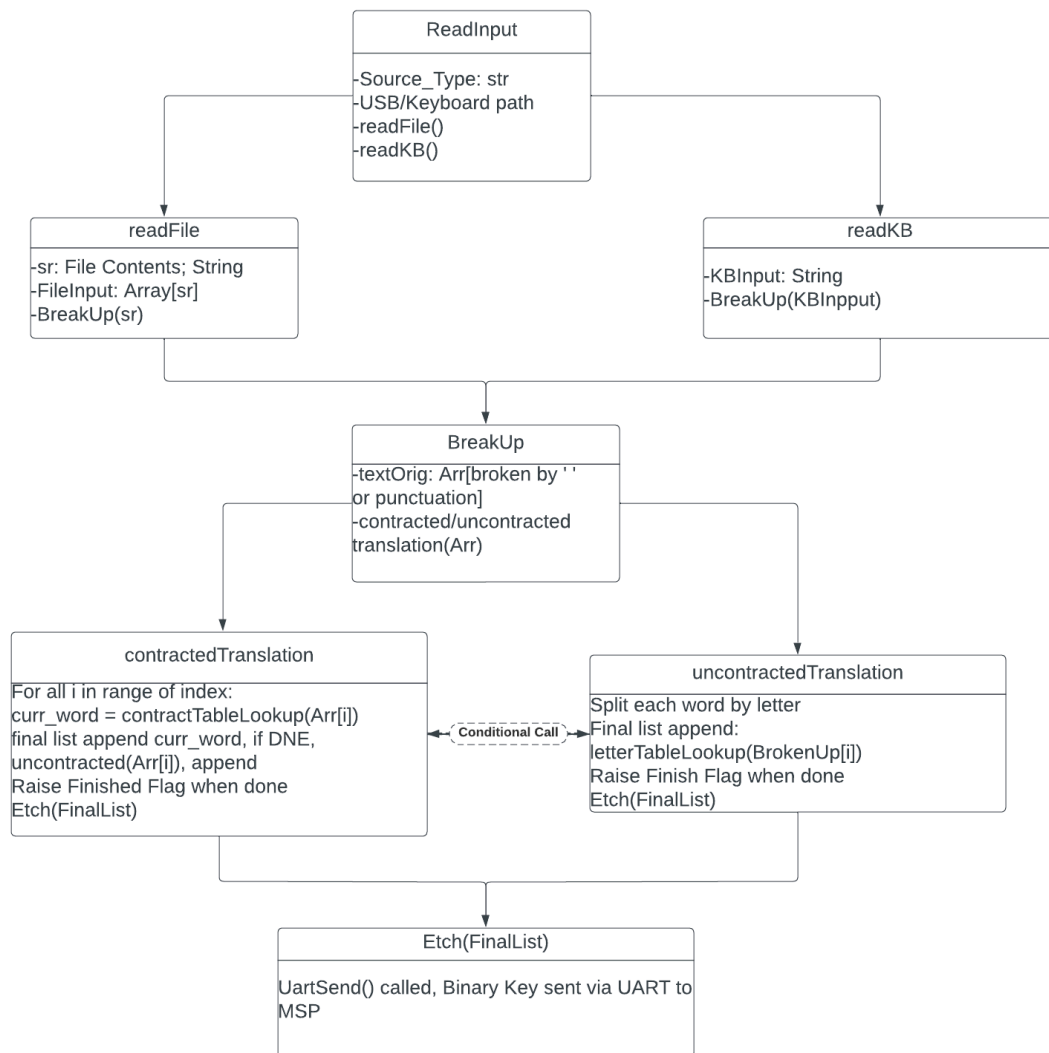 ReadInput
-Source_Type: str
-USB/Keyboard path
-readFile()
-readKB()
readFile
-sr: File Contents; String
-FileInput: Array[sr]
-BreakUp(sr)
readKB
-KBInput: String
-BreakUp(KBInpput)
BreakUp
-textOrig: Arr[broken by ' '
or punctuation]
-contracted/uncontracted
translation(Arr)
contractedTranslation
For all i in range of index:
curr_word = contractTableLookup(Arr[i])
final list append curr_word, if DNE,
uncontracted(Arr[i]), append
Raise Finished Flag when done
Etch(FinalList)
Conditional Call
uncontractedTranslation
Split each word by letter
Final list append:
letterTableLookup(BrokenUp[i])
Raise Finish Flag when done
Etch(FinalList)
Etch(FinalList)
UartSend() called, Binary Key sent via UART to
MSP